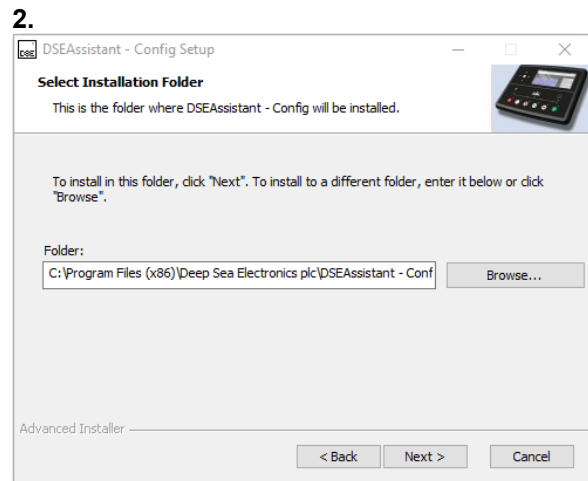 2.
DSE DSEAssistant - Config Setup
Select Installation Folder
This is the folder where DSEAssistant - Config will be installed.
To install in this folder, click "Next". To install to a different folder, enter it below or click
"Browse".
Folder:
C:\Program Files (x86)\Deep Sea Electronics plc\DSEAssistant - Conf
Browse...
Advanced Installer
< Back Next > Cancel